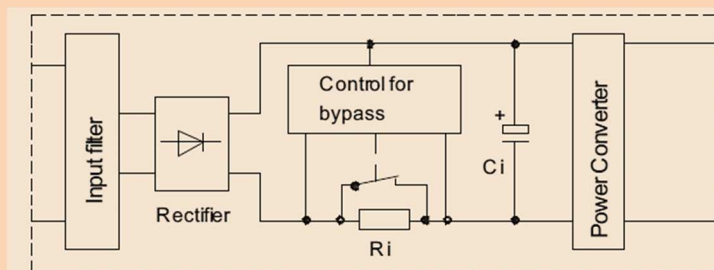 Input filter
Rectifier
Control for
bypass
Ri
+
Ci
Power Converter